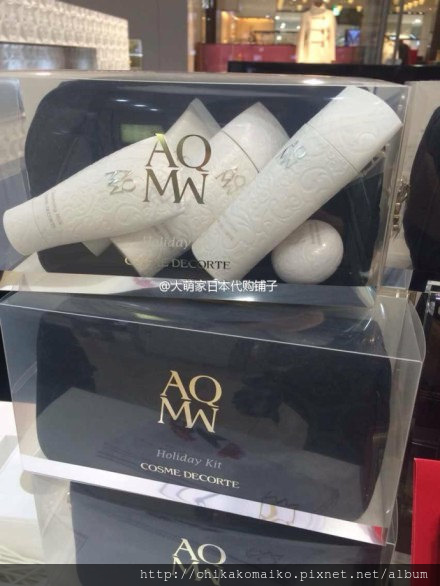 AQ
MW
Holiday
COSME DECORTE
@大萌家日本代购铺子
AQ
MW
Holiday Kit
COSME DECORTE
AQ
MW
http://chikakomaiko.pixnet.net/album